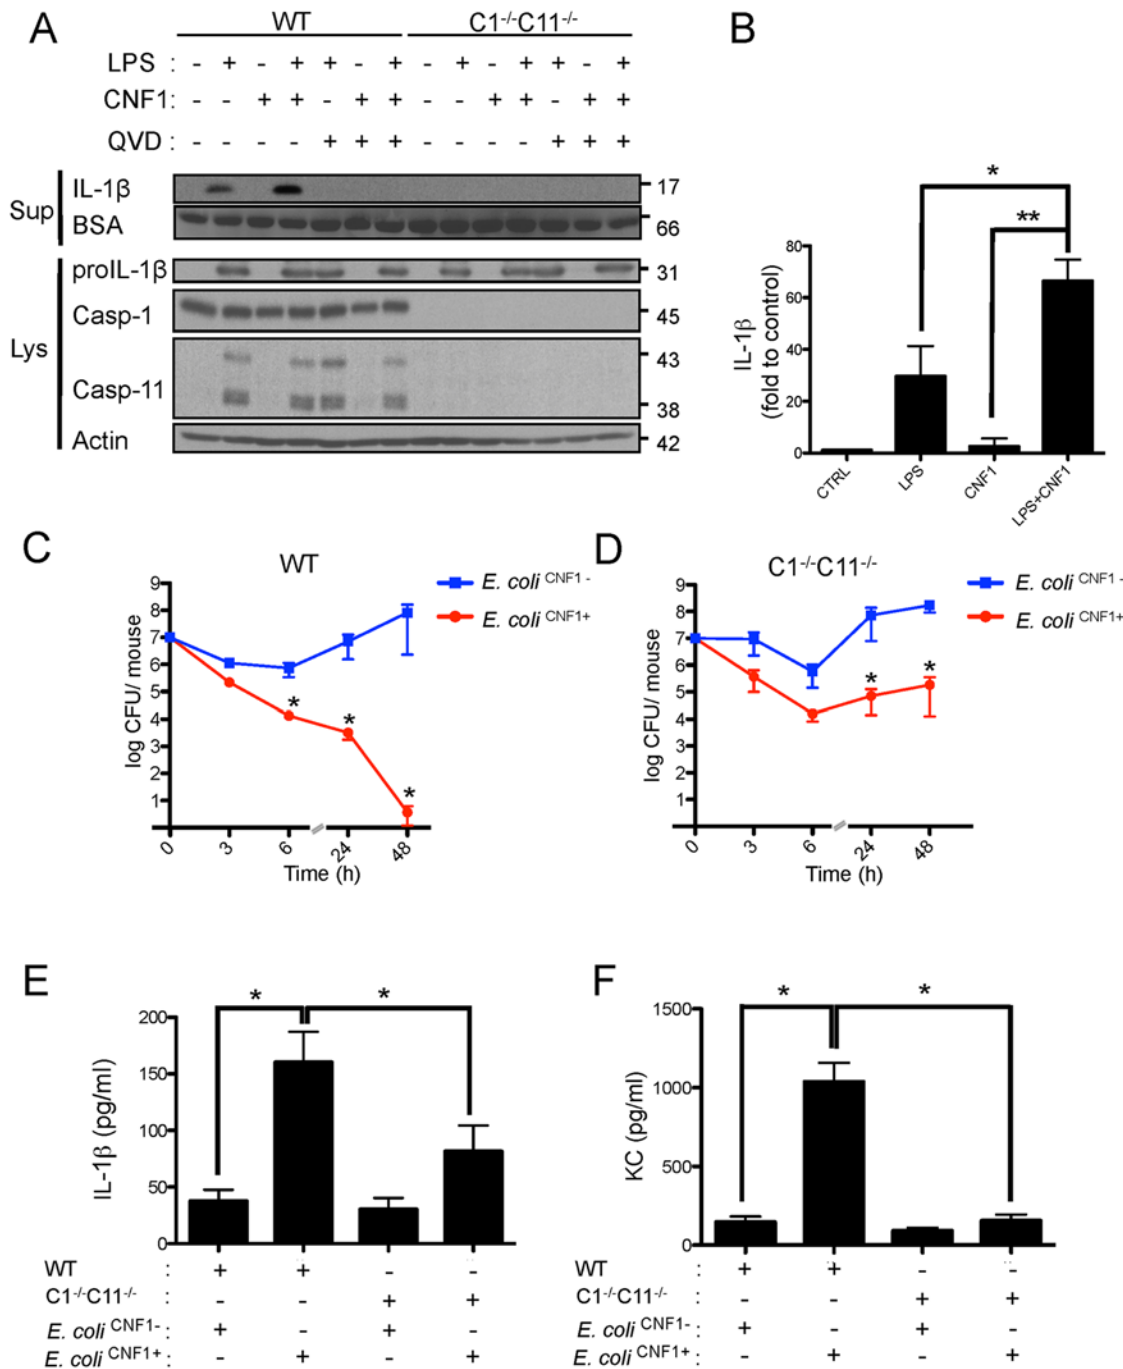 A
WT C1-/-C11-/-
LPS : - + - + + - + - + - + + - +
CNF1: - - + + - + + - - + + - + +
QVD : - - - - + + + - - - - + + +
Sup
IL-1β 17
BSA 66
Lys
proIL-1β 31
Casp-1 45
Casp-11 43
38
Actin 42
B
*
**
IL-1β
(fold to control)
80
60
40
20
0
CTRL LPS CNF1 LPS+CNF1
C
WT
E. coli CNF1 -
E. coli CNF1+
log CFU/ mouse
9
8
7
6
5
4
3
2
1
* * *
0 3 6 24 48
Time (h)
D
C1-/-C11-/-
E. coli CNF1 -
E. coli CNF1+
log CFU/ mouse
9
8
7
6
5
4
3
2
1
* *
0 3 6 24 48
Time (h)
E
* *
IL-1β (pg/ml)
200
150
100
50
0
WT : + + - -
C1-/-C11-/- : - - + +
E. coli CNF1- : + - + -
E. coli CNF1+ : - + - +
F
* *
KC (pg/ml)
1500
1000
500
0
WT : + + - -
C1-/-C11-/- : - - + +
E. coli CNF1- : + - + -
E. coli CNF1+ : - + - +